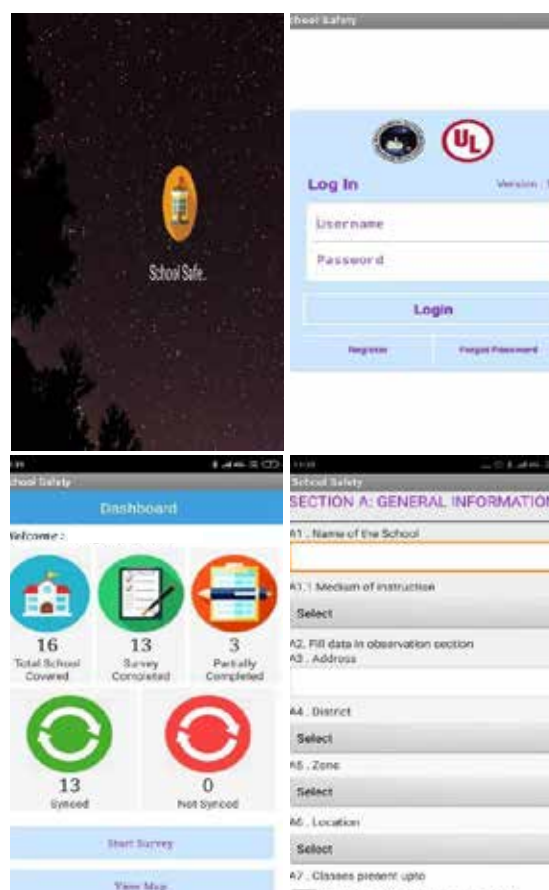 School Safe..
School Safety
UL
Log In
Version :
Username
Password
Login
Register
Forgot Password
School Safety
Dashboard
Welcome :
16
Total School
Covered
13
Survey
Completed
3
Partially
Completed
13
Synced
0
Not Synced
Start Survey
View Map
School Safety
SECTION A: GENERAL INFORMATION
A1 . Name of the School
A1.1 Medium of instruction
Select
A2. Fill data in observation section
A3 . Address
A4 . District
Select
A5 . Zone
Select
A6 . Location
Select
A7 . Classes present upto